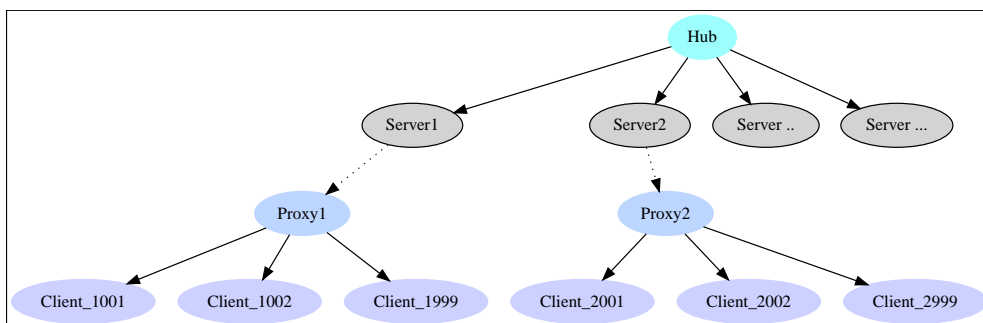 Hub
Server1
Server2
Server ..
Server ...
Proxy1
Proxy2
Client_1001
Client_1002
Client_1999
Client_2001
Client_2002
Client_2999